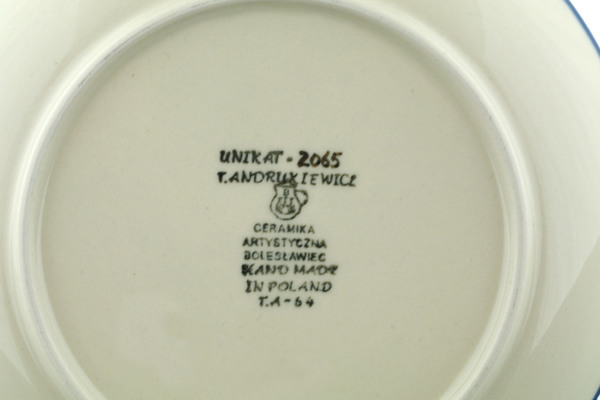 UNIKAT - 2065
T. ANDRUKIEWICZ
B
CERAMIKA
ARTYSTYCZNA
BOLESŁAWIEC
HAND MADE
IN POLAND
T.A - 64